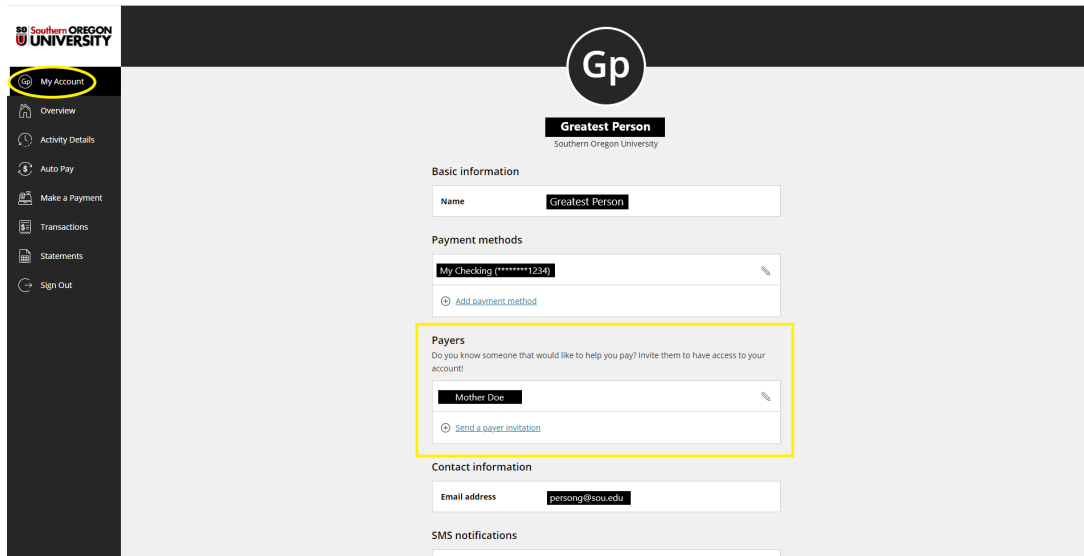 SO Southern OREGON
U UNIVERSITY
Gp My Account
Overview
Activity Details
Auto Pay
Make a Payment
Transactions
Statements
Sign Out
Gp
Greatest Person
Southern Oregon University
Basic information
Name Greatest Person
Payment methods
My Checking (********1234)
Add payment method
Payers
Do you know someone that would like to help you pay? Invite them to have access to your
account!
Mother Doe
Send a payer invitation
Contact information
Email address persong@sou.edu
SMS notifications